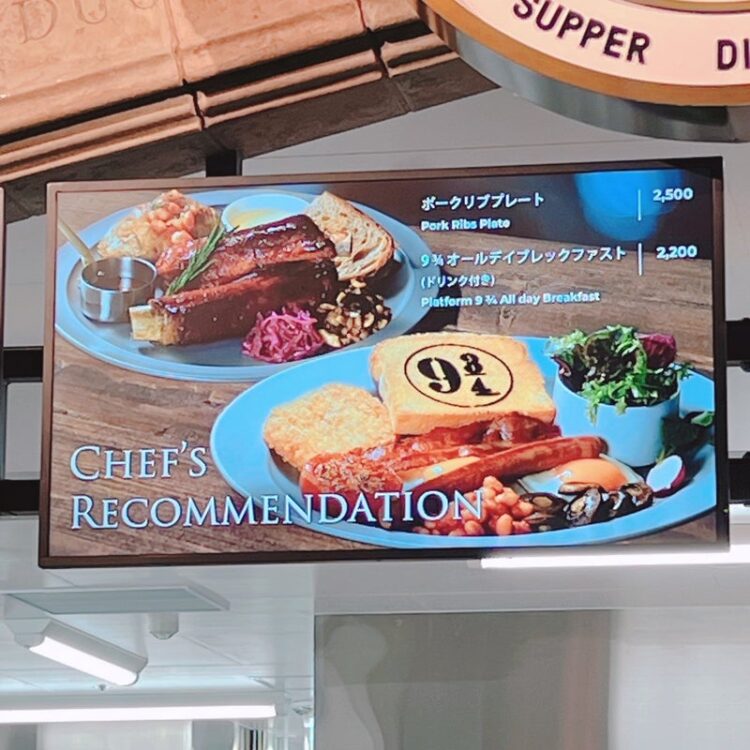 SUPPER
ポークリブプレート 2,500
Pork Ribs Plate
9 ¾ オールデイブレックファスト 2,200
(ドリンク付き)
Platform 9 ¾ All day Breakfast
9 3/4
CHEF'S
RECOMMENDATION